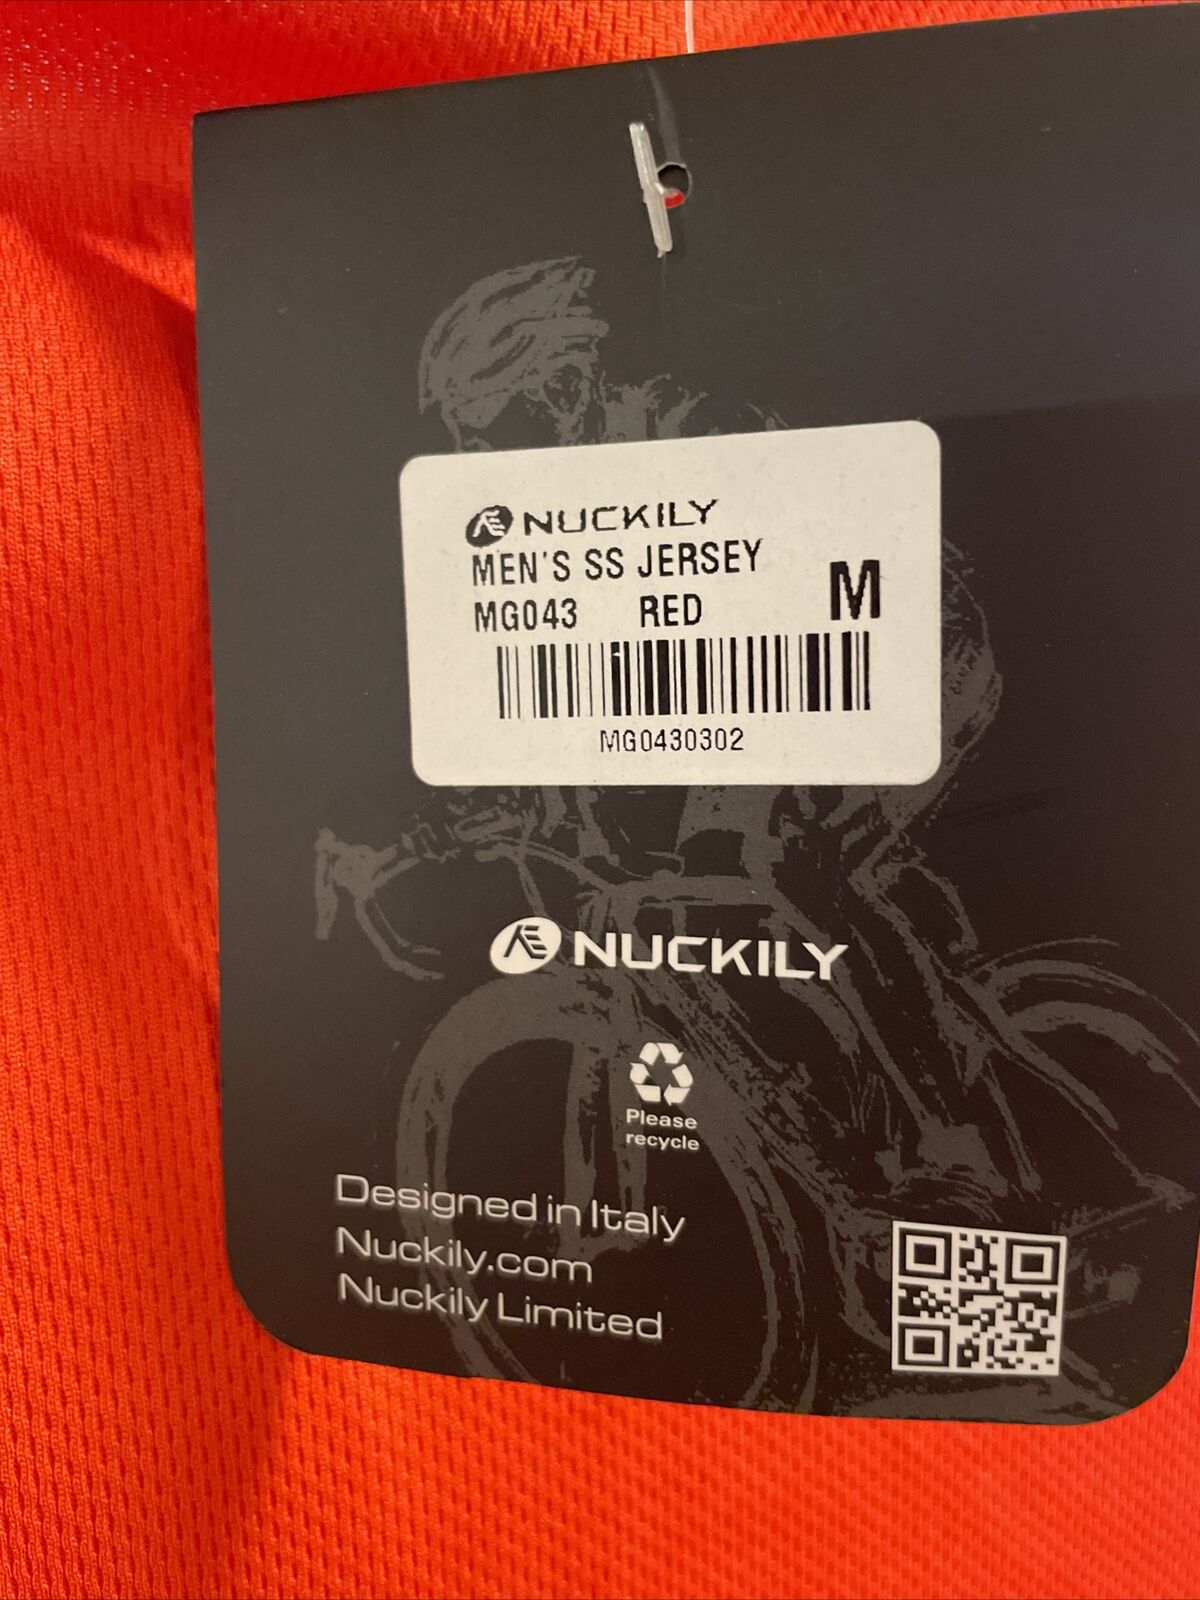 NUCKILY
MEN'S SS JERSEY
MG043 RED M
MG0430302
NUCKILY
Please
recycle
Designed in Italy
Nuckily.com
Nuckily Limited